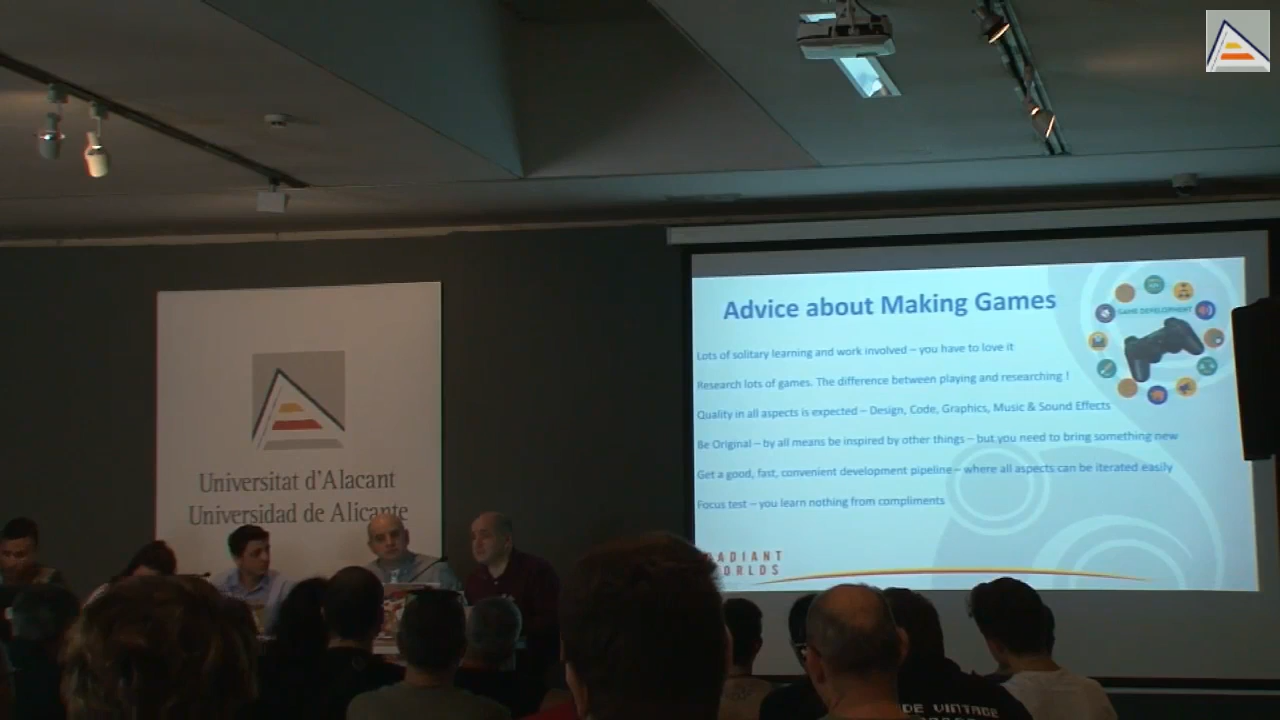 Universitat d'Alacant
Universidad de Alicante
Advice about Making Games
GAME DEVELOPMENT
Lots of solitary learning and work involved – you have to love it
Research lots of games. The difference between playing and researching !
Quality in all aspects is expected – Design, Code, Graphics, Music & Sound Effects
Be Original – by all means be inspired by other things – but you need to bring something new
Get a good, fast, convenient development pipeline – where all aspects can be iterated easily
Focus test – you learn nothing from compliments
RADIANT
WORLDS
DE VINTAGE